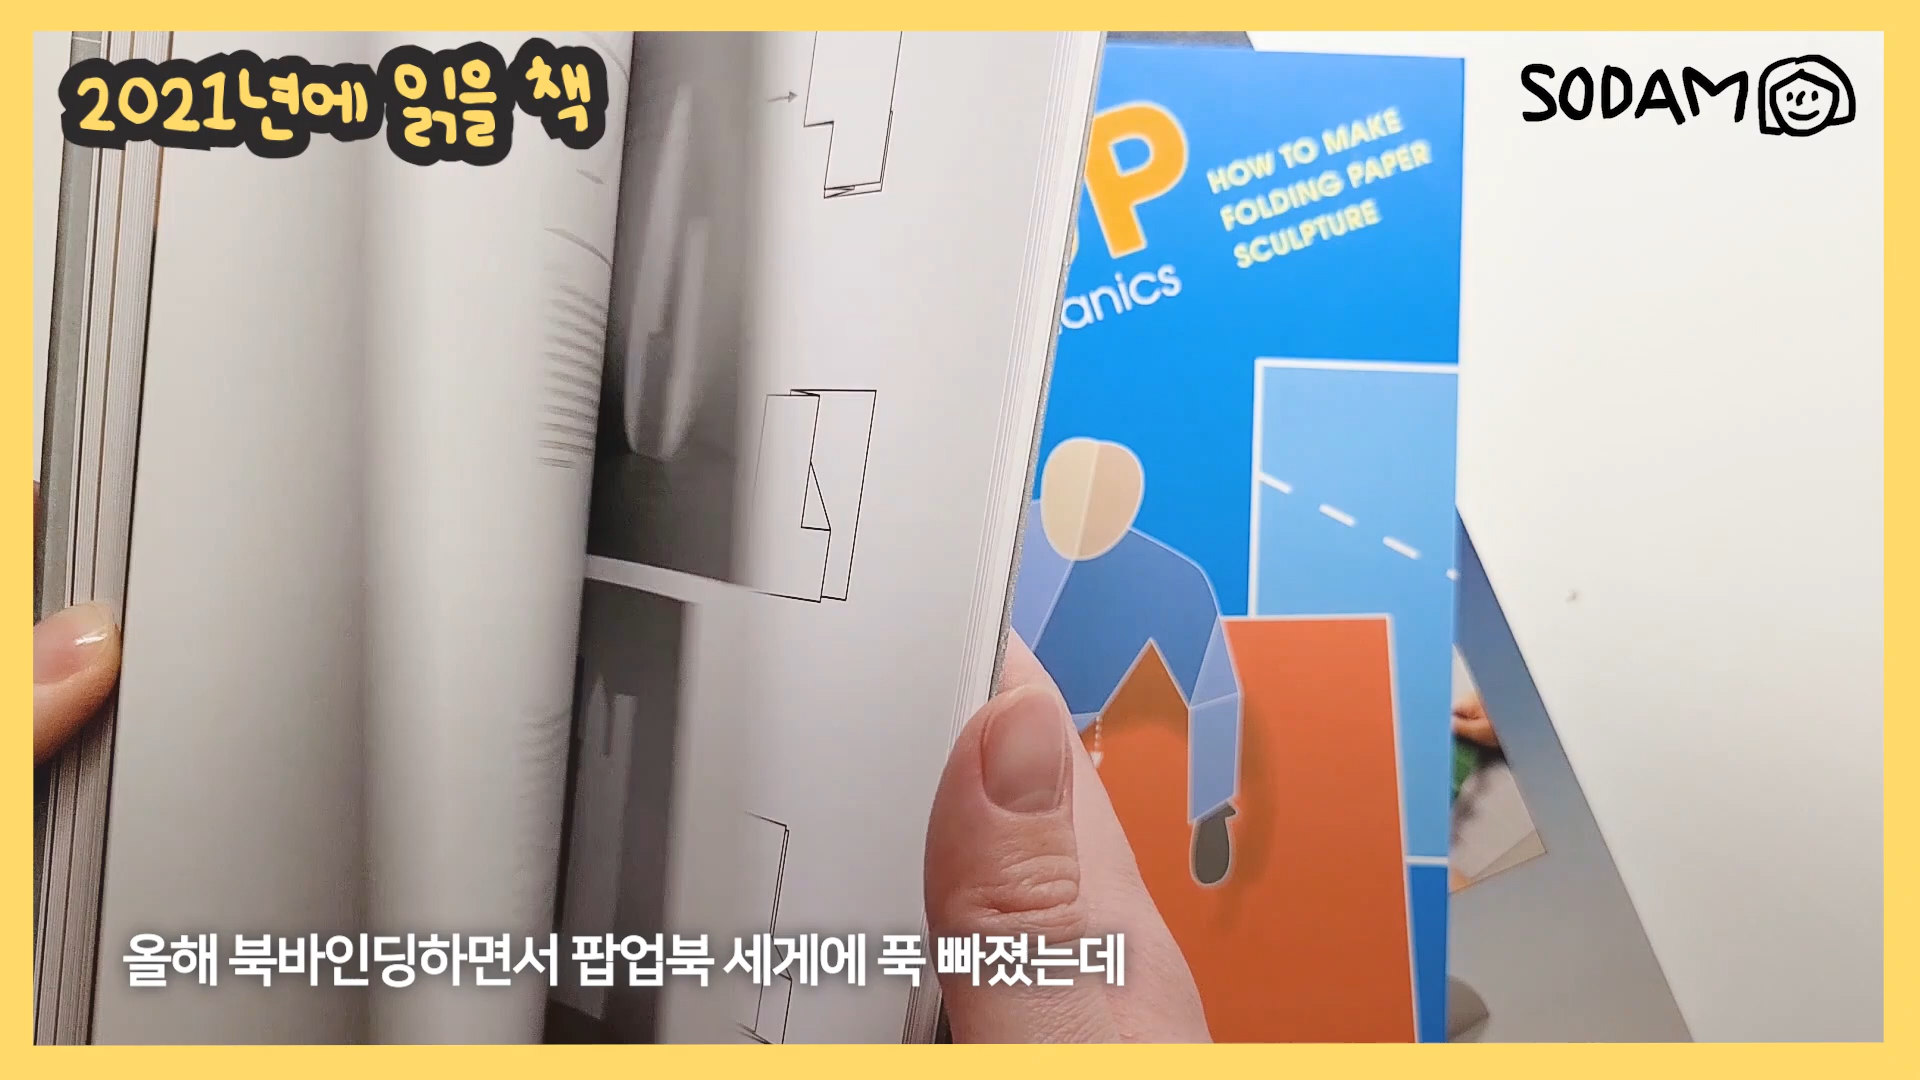 2021년에 읽을 책
SODAM
P
anics
HOW TO MAKE
FOLDING PAPER
SCULPTURE
올해 북바인딩하면서 팝업북 세게에 푹 빠졌는데